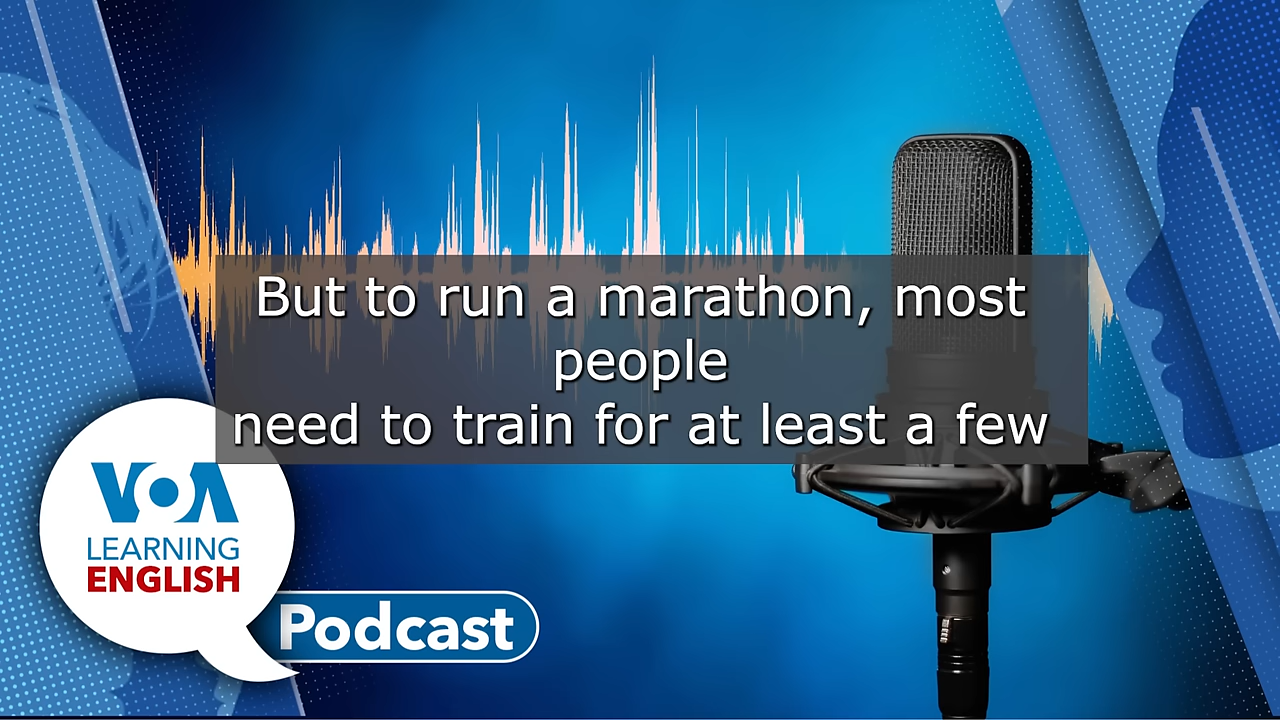 But to run a marathon, most
people
need to train for at least a few
VOA
LEARNING
ENGLISH
Podcast